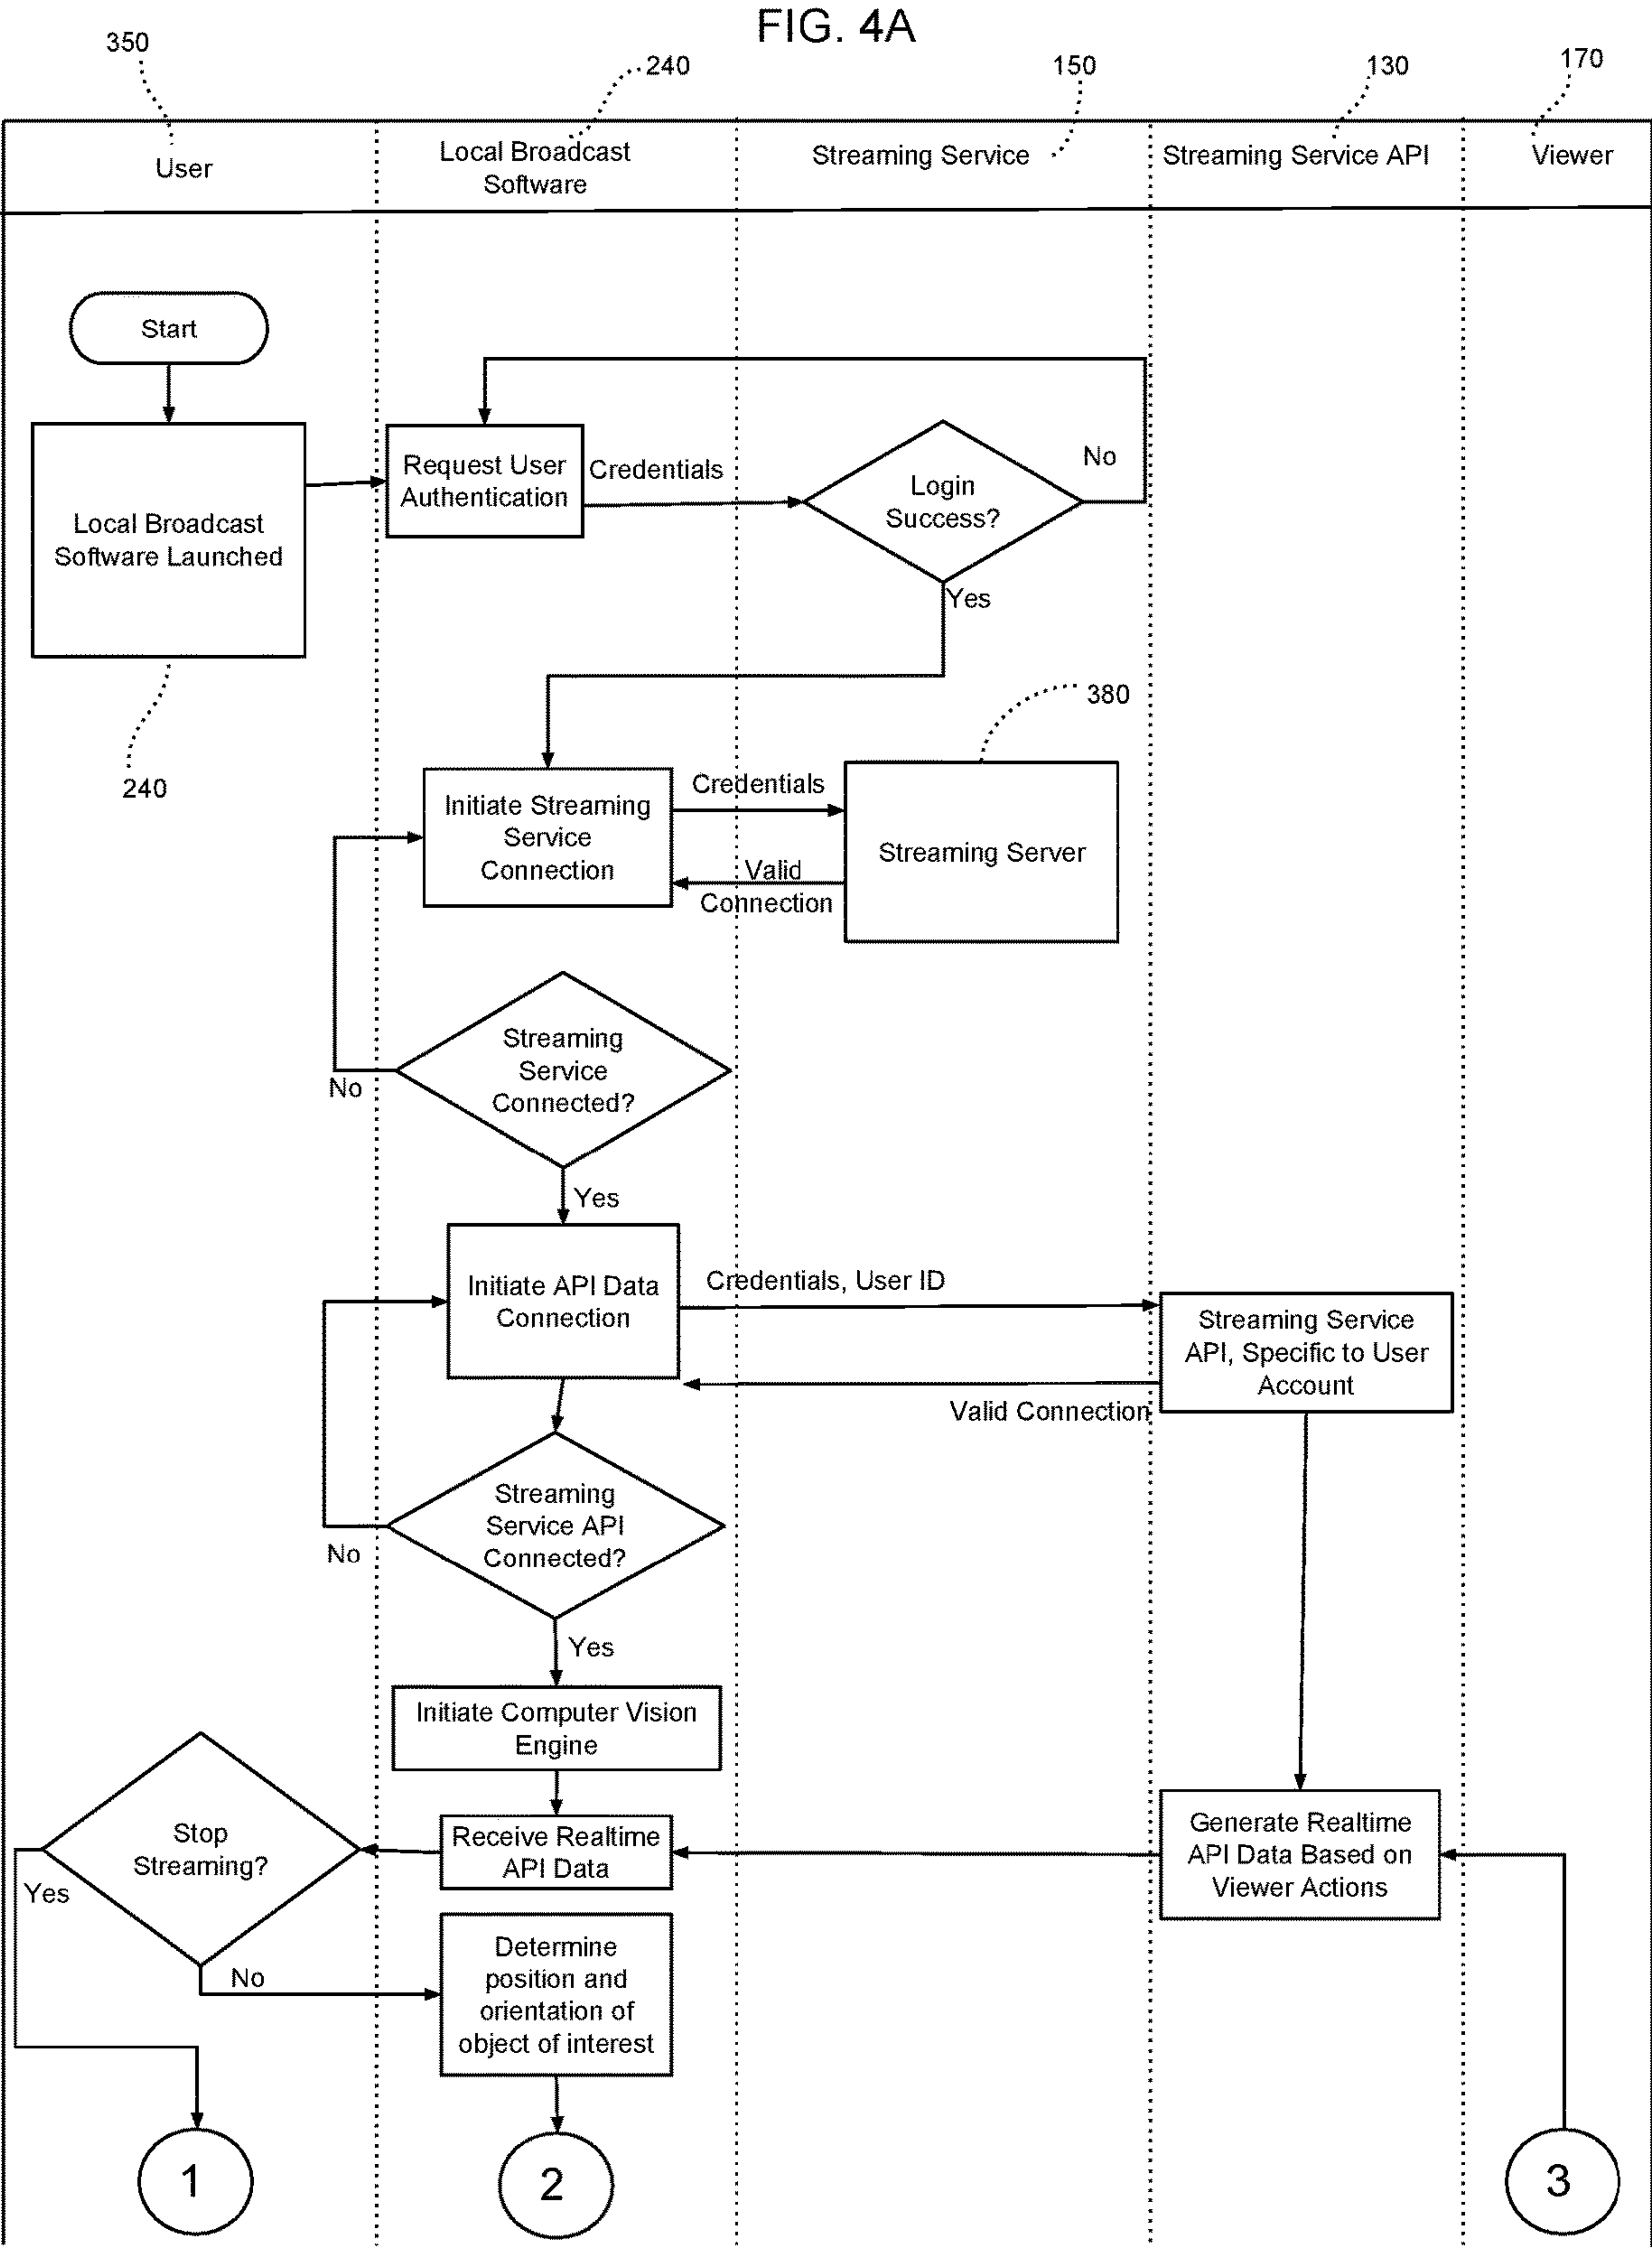 FIG. 4A
350
240
150
130
170
User
Local Broadcast
Software
Streaming Service
Streaming Service API
Viewer
Start
Local Broadcast
Software Launched
240
Request User
Authentication
Credentials
Login
Success?
No
Yes
380
Initiate Streaming
Service
Connection
Credentials
Valid
Connection
Streaming Server
Streaming
Service
Connected?
No
Yes
Initiate API Data
Connection
Credentials, User ID
Streaming Service
API, Specific to User
Account
Valid Connection
Streaming
Service API
Connected?
No
Yes
Initiate Computer Vision
Engine
Stop
Streaming?
Yes
No
Receive Realtime
API Data
Generate Realtime
API Data Based on
Viewer Actions
Determine
position and
orientation of
object of interest
1
2
3